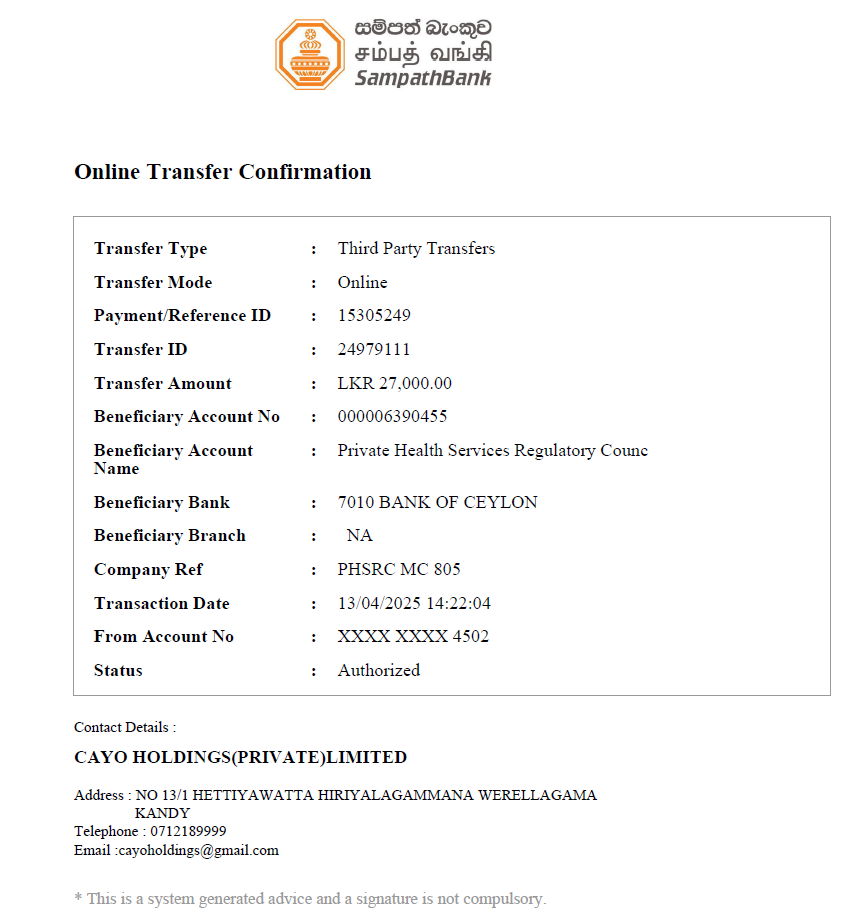 සම්පත් බැංකුව
சம்பத் வங்கி
SampathBank
Online Transfer Confirmation
Transfer Type : Third Party Transfers
Transfer Mode : Online
Payment/Reference ID : 15305249
Transfer ID : 24979111
Transfer Amount : LKR 27,000.00
Beneficiary Account No : 000006390455
Beneficiary Account : Private Health Services Regulatory Counc
Name
Beneficiary Bank : 7010 BANK OF CEYLON
Beneficiary Branch : NA
Company Ref : PHSRC MC 805
Transaction Date : 13/04/2025 14:22:04
From Account No : XXXX XXXX 4502
Status : Authorized
Contact Details :
CAYO HOLDINGS(PRIVATE)LIMITED
Address : NO 13/1 HETTIYAWATTA HIRIYALAGAMMANA WERELLAGAMA
KANDY
Telephone : 0712189999
Email :cayoholdings@gmail.com
* This is a system generated advice and a signature is not compulsory.